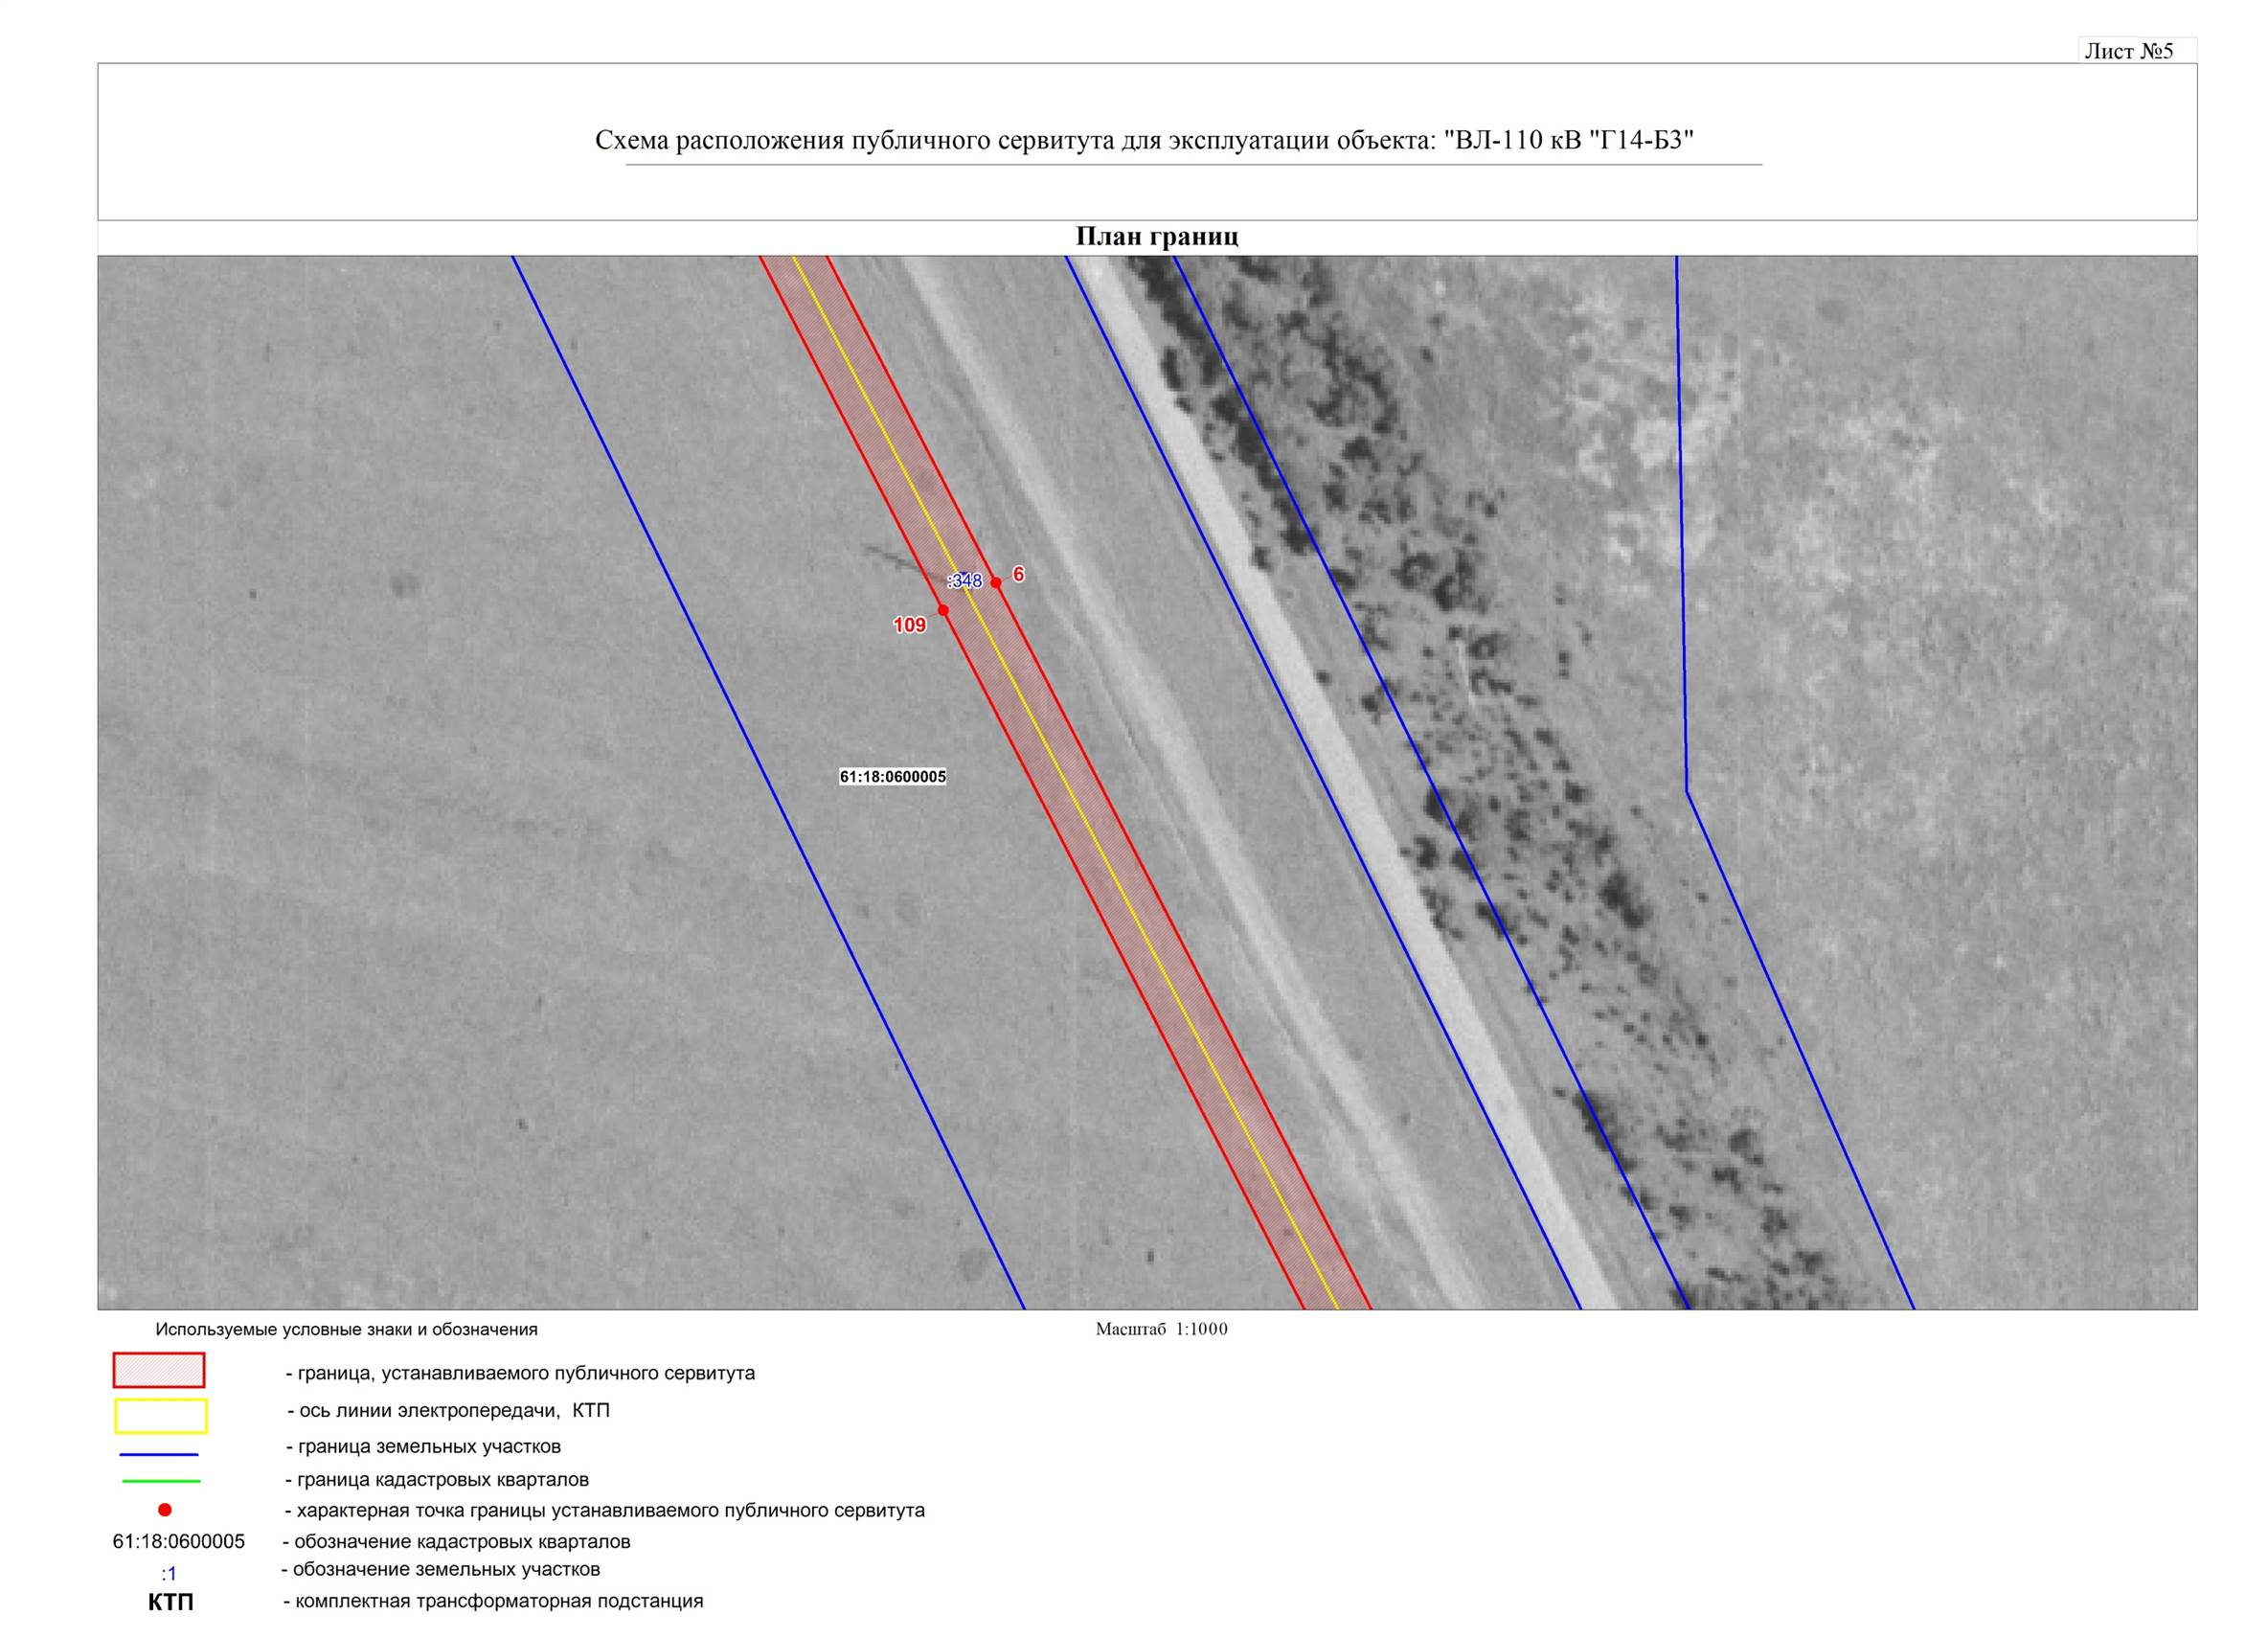 Лист №5
Схема расположения публичного сервитута для эксплуатации объекта: "ВЛ-110 кВ "Г14-Б3"
План границ
:348
6
109
61:18:0600005
Используемые условные знаки и обозначения
Масштаб 1:1000
- граница, устанавливаемого публичного сервитута
- ось линии электропередачи, КТП
- граница земельных участков
- граница кадастровых кварталов
- характерная точка границы устанавливаемого публичного сервитута
61:18:0600005 - обозначение кадастровых кварталов
:1 - обозначение земельных участков
КТП - комплектная трансформаторная подстанция